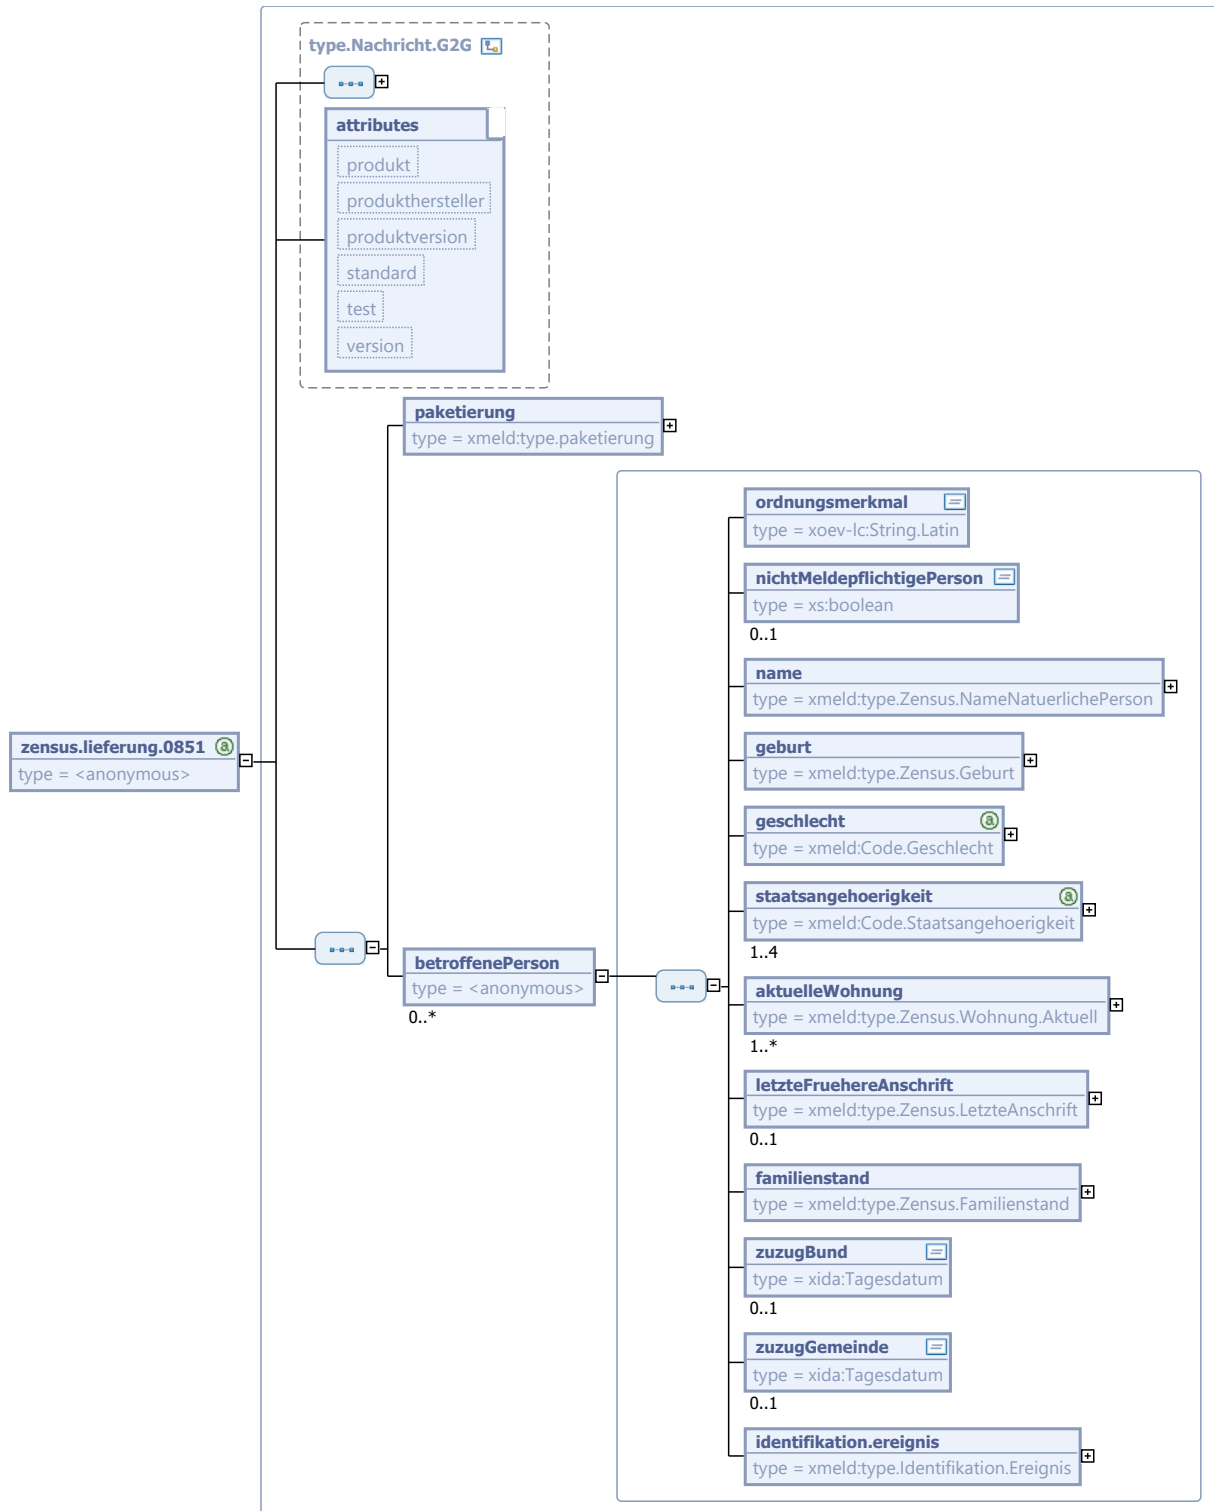 type.Nachricht.G2G
attributes
produkt
produkthersteller
produktversion
standard
test
version
paketierung
type = xmeld:type.paketierung
zensus.lieferung.0851
type = <anonymous>
betroffenePerson
type = <anonymous>
0..*
ordnungsmerkmal
type = xoev-lc:String.Latin
nichtMeldepflichtigePerson
type = xs:boolean
0..1
name
type = xmeld:type.Zensus.NameNatuerlichePerson
geburt
type = xmeld:type.Zensus.Geburt
geschlecht
type = xmeld:Code.Geschlecht
staatsangehoerigkeit
type = xmeld:Code.Staatsangehoerigkeit
1..4
aktuelleWohnung
type = xmeld:type.Zensus.Wohnung.Aktuell
1..*
letzteFruehereAnschrift
type = xmeld:type.Zensus.LetzteAnschrift
0..1
familienstand
type = xmeld:type.Zensus.Familienstand
zuzugBund
type = xida:Tagesdatum
0..1
zuzugGemeinde
type = xida:Tagesdatum
0..1
identifikation.ereignis
type = xmeld:type.Identifikation.Ereignis